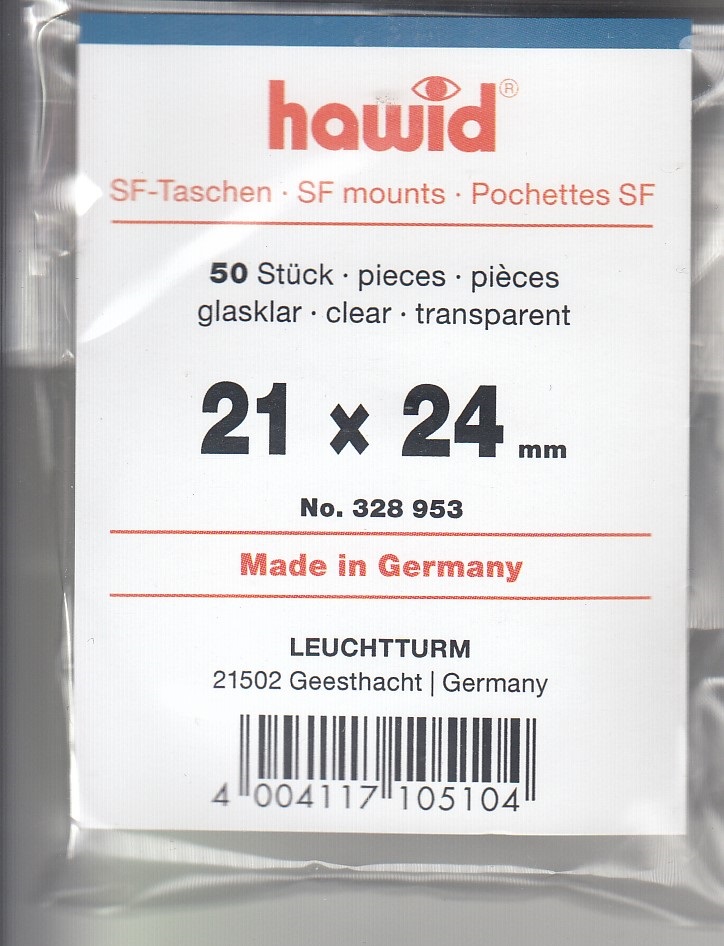 hawid®
SF-Taschen · SF mounts · Pochettes SF
50 Stück · pieces · pièces
glasklar · clear · transparent
21 x 24 mm
No. 328 953
Made in Germany
LEUCHTTURM
21502 Geesthacht | Germany
4 004117 105104